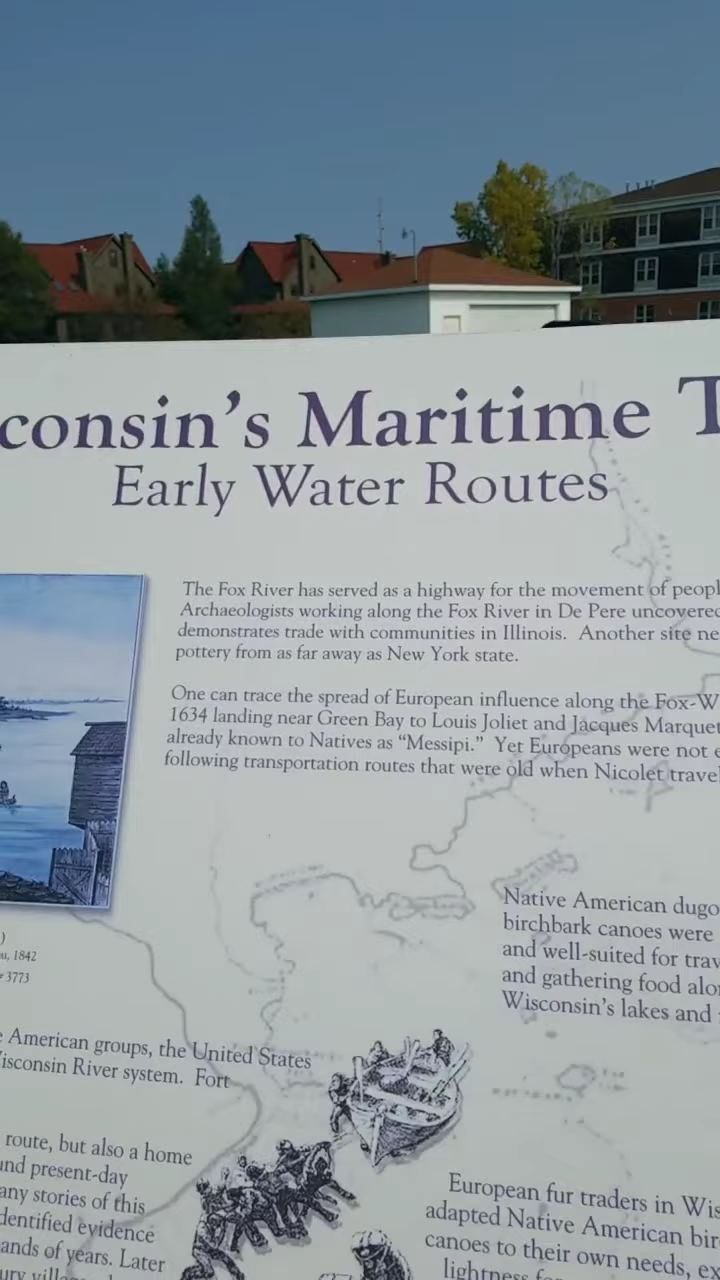 consin's Maritime T
Early Water Routes
The Fox River has served as a highway for the movement of peopl
Archaeologists working along the Fox River in De Pere uncovered
demonstrates trade with communities in Illinois. Another site ne
pottery from as far away as New York state.
One can trace the spread of European influence along the Fox-W
1634 landing near Green Bay to Louis Joliet and Jacques Marquet
already known to Natives as “Messipi.” Yet Europeans were not e
following transportation routes that were old when Nicolet travel
)
u, 1842
3773
Native American dugo
birchbark canoes were
and well-suited for trav
and gathering food alo
Wisconsin's lakes and
e American groups, the United States
isconsin River system. Fort
route, but also a home
und present-day
any stories of this
dentified evidence
ands of years. Later
European fur traders in Wis
adapted Native American bir
canoes to their own needs, ex
lightness